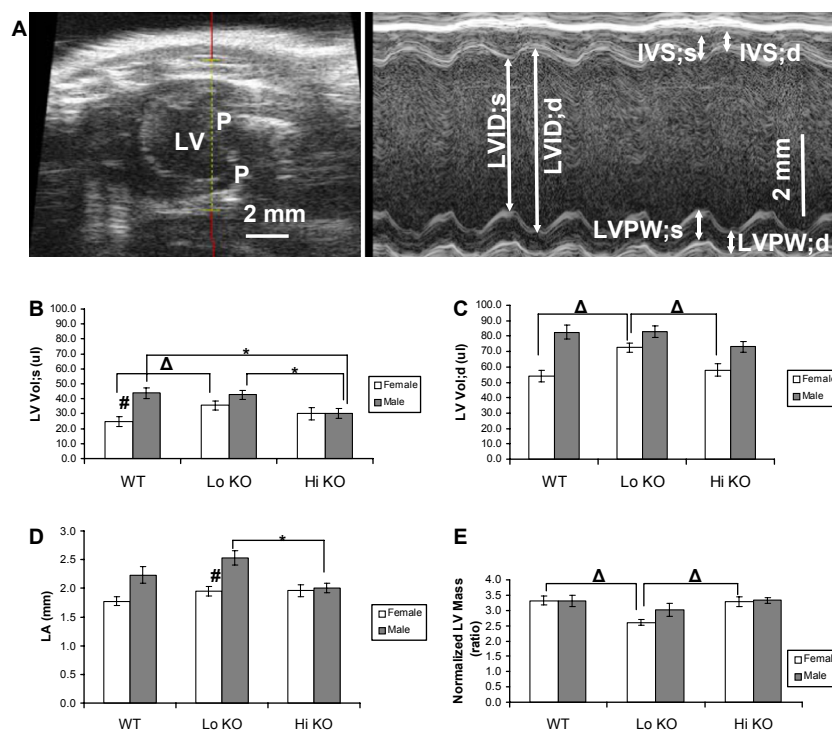 A
LV
P
P
2 mm
IVS;s
IVS;d
LVID;s
LVID;d
2 mm
LVPW;s
LVPW;d
B
LV Vol;s (ul)
100.0
90.0
80.0
70.0
60.0
50.0
40.0
30.0
20.0
10.0
0.0
*
Δ
*
#
WT
Lo KO
Hi KO
Female
Male
C
LV Vol;d (ul)
100.0
90.0
80.0
70.0
60.0
50.0
40.0
30.0
20.0
10.0
0.0
Δ
Δ
WT
Lo KO
Hi KO
Female
Male
D
LA (mm)
3.0
2.5
2.0
1.5
1.0
0.5
0.0
*
#
WT
Lo KO
Hi KO
Female
Male
E
Normalized LV Mass
(ratio)
4.0
3.5
3.0
2.5
2.0
1.5
1.0
0.5
0.0
Δ
Δ
WT
Lo KO
Hi KO
Female
Male